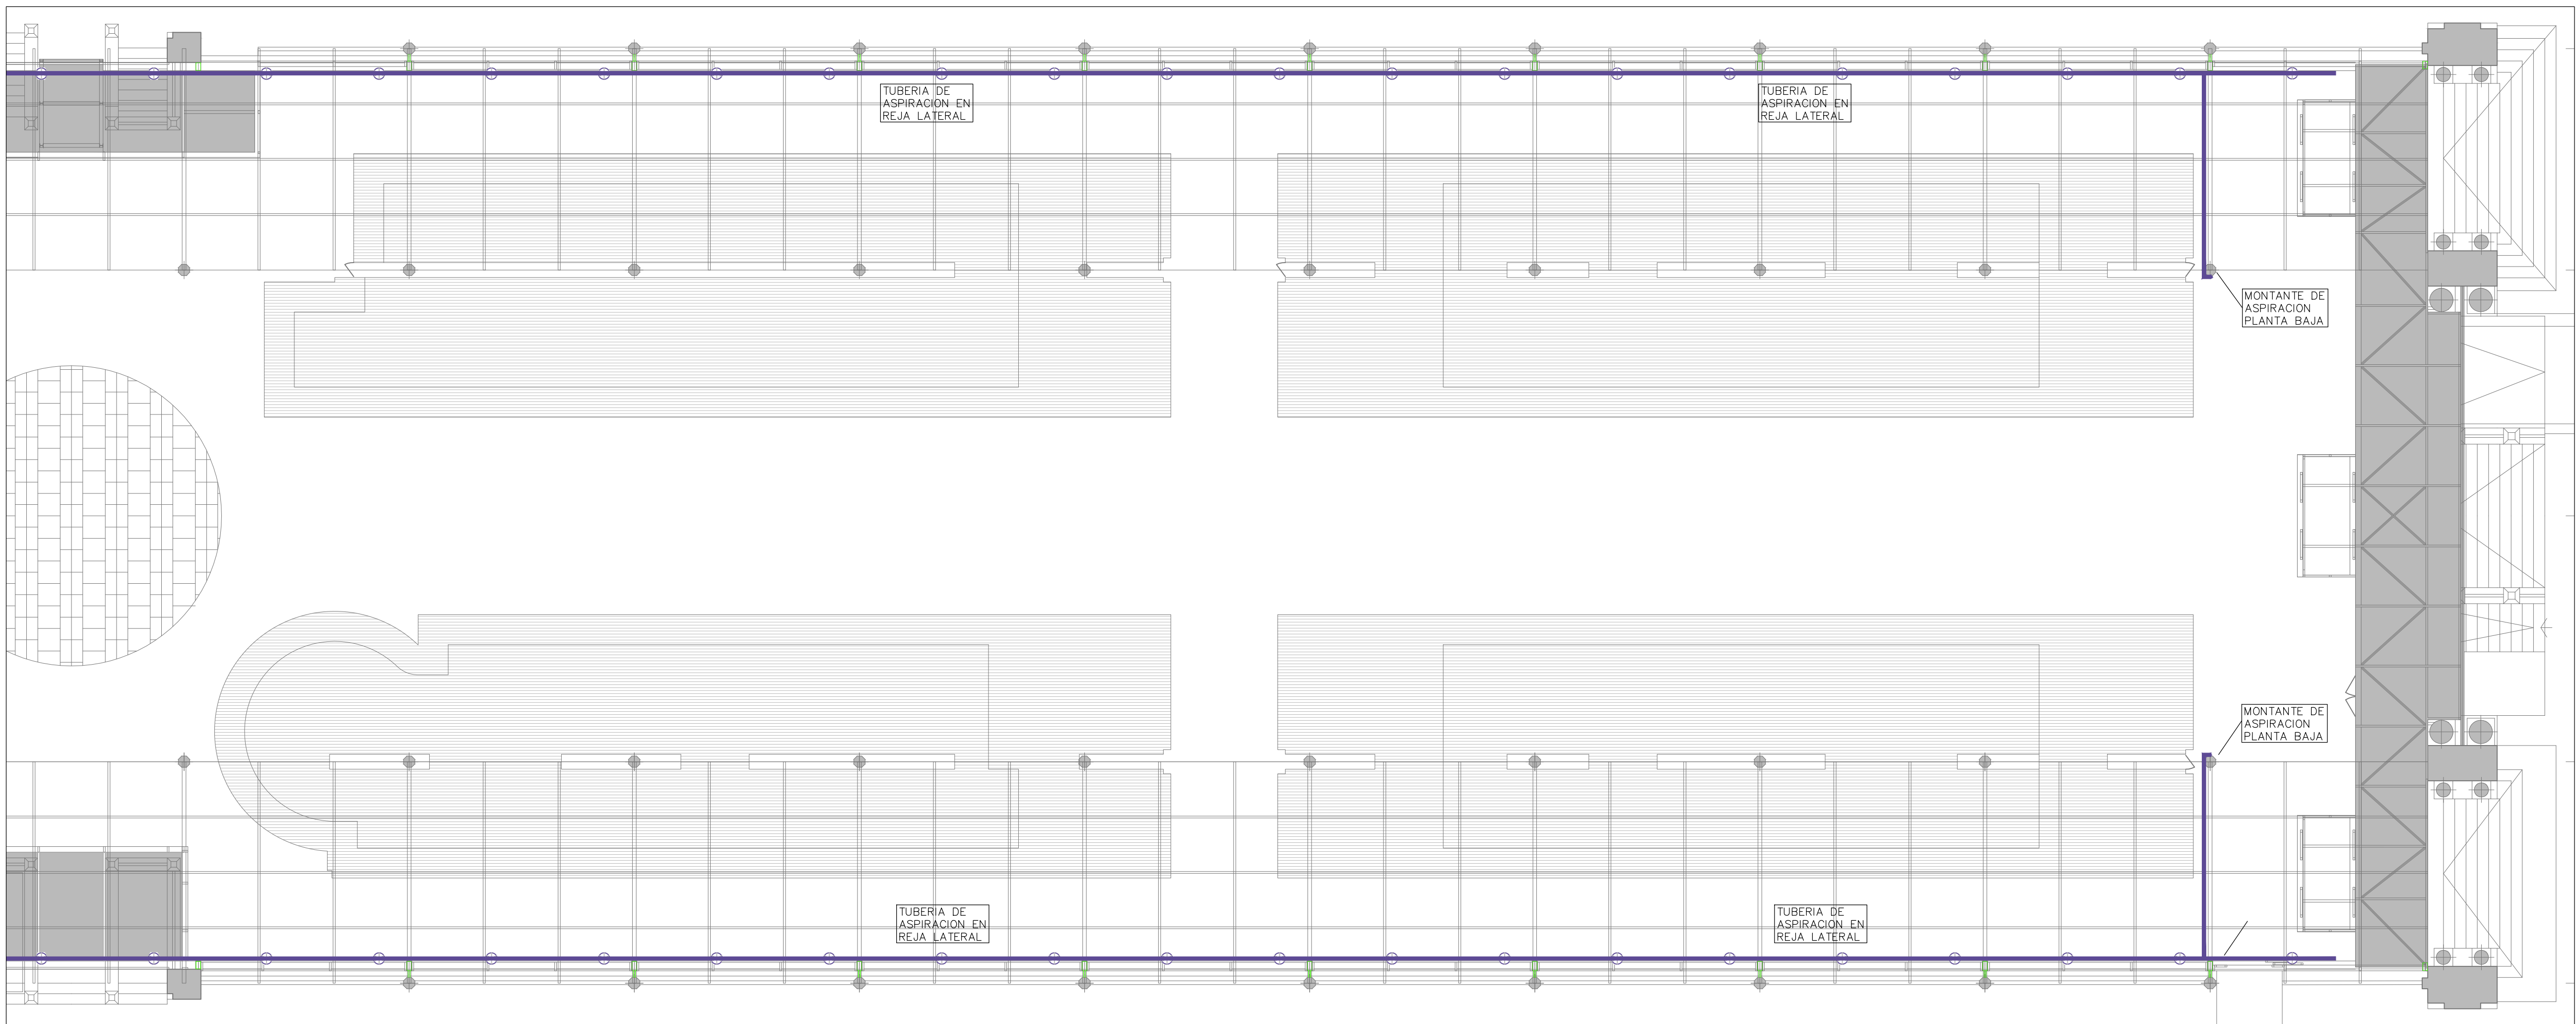 TUBERIA DE
ASPIRACION EN
REJA LATERAL
TUBERIA DE
ASPIRACION EN
REJA LATERAL
MONTANTE DE
ASPIRACION
PLANTA BAJA
MONTANTE DE
ASPIRACION
PLANTA BAJA
TUBERIA DE
ASPIRACION EN
REJA LATERAL
TUBERIA DE
ASPIRACION EN
REJA LATERAL